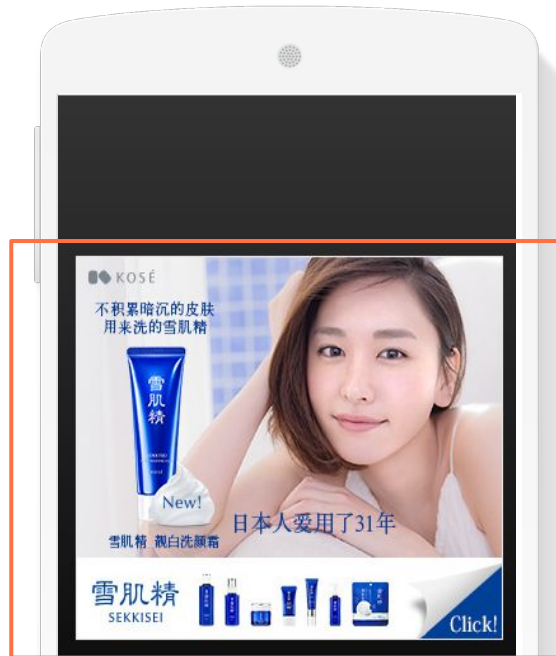 KOSÉ
不积累暗沉的皮肤
用来洗的雪肌精
雪
肌
精
New!
日本人爱用了31年
雪肌精 靓白洗颜霜
雪肌精
SEKKISEI
Click!